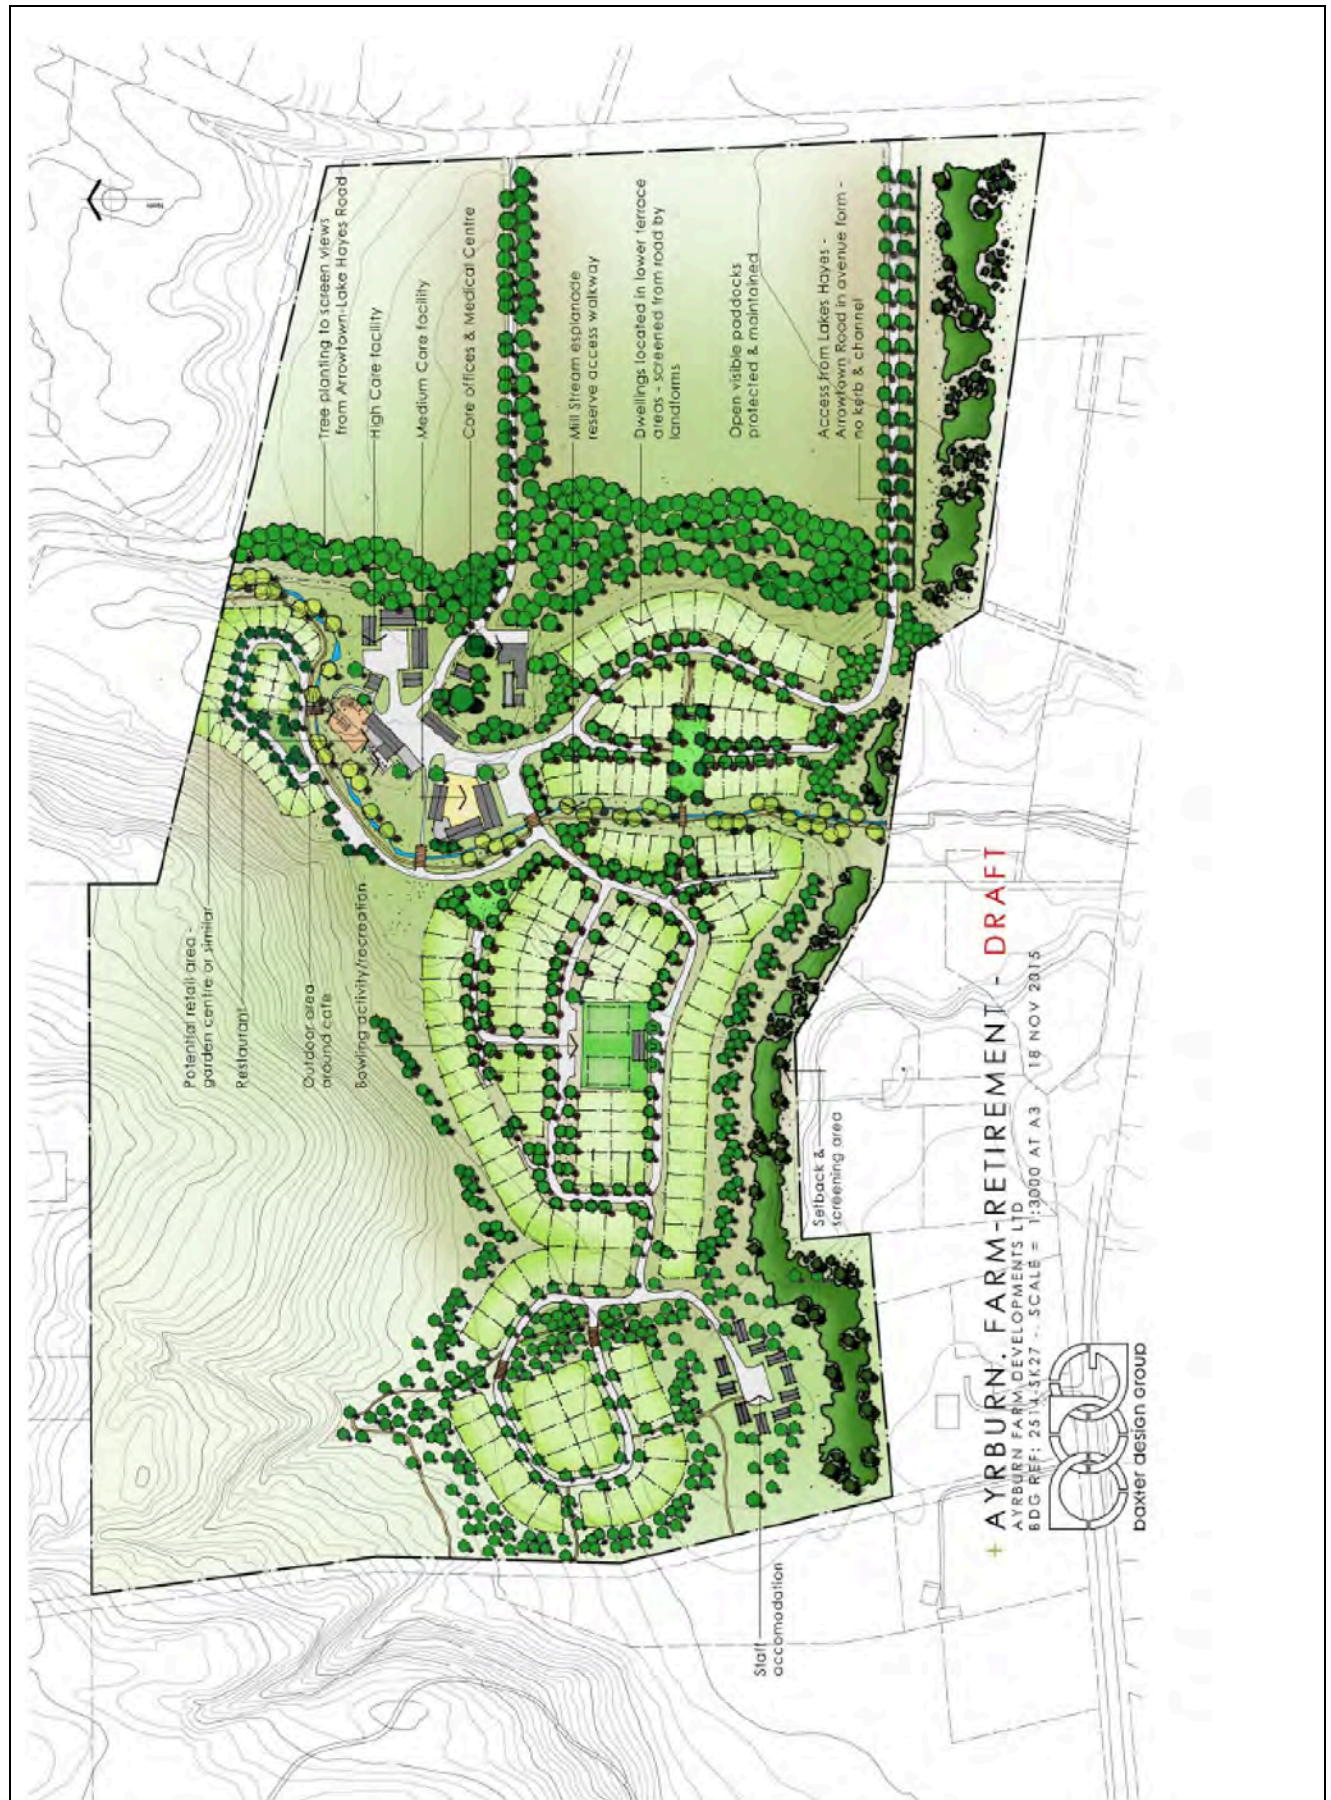 Tree planting to screen views
from Arrowtown-Lake Hayes Road
High Care facility
Medium Care facility
Core offices & Medical Centre
Mill Stream esplanade
reserve access walkway
Dwellings located in lower terrace
areas - screened from road by
landforms
Open visible paddocks
protected & maintained
Access from Lakes Hayes -
Arrowtown Road in avenue form -
no kerb & channel
Potential retail area -
garden centre or similar
Restaurant
Outdoor area
around cafe
Bowling activity/recreation
Setback &
screening area
Staff
accomodation
+ AYRBURN. FARM-RETIREMENT - DRAFT
AYRBURN FARM DEVELOPMENTS LTD
BDG REF: 2514-SK27 - SCALE = 1:3000 AT A3 18 NOV 2015
baxter design group